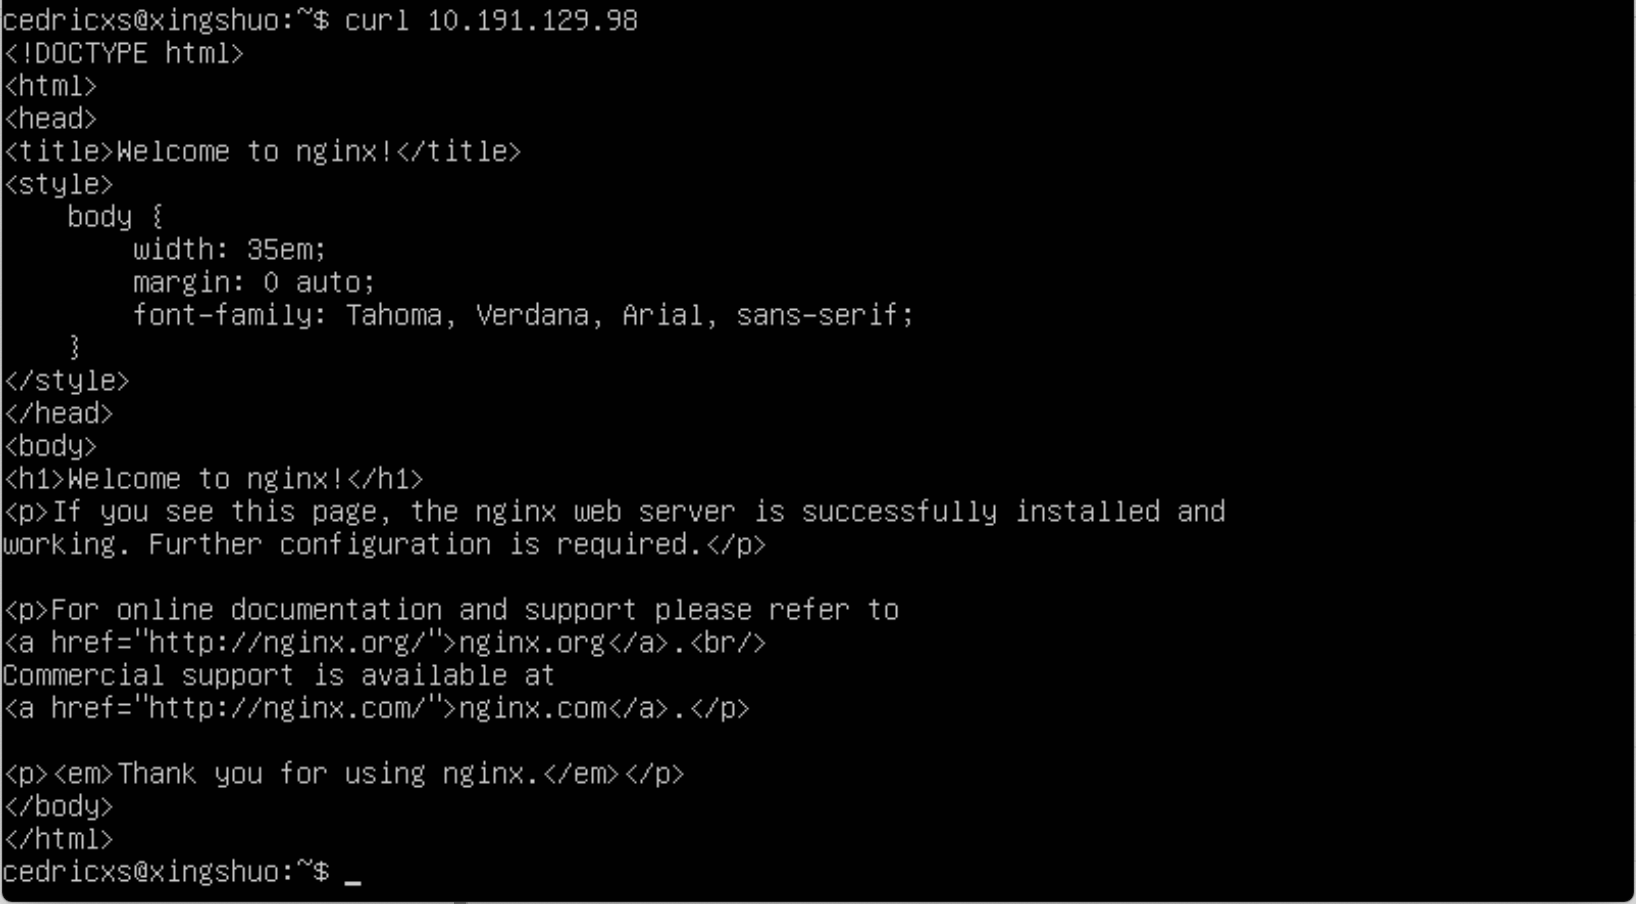 cedricxs@xingshuo:~$ curl 10.191.129.98
<!DOCTYPE html>
<html>
<head>
<title>Welcome to nginx!</title>
<style>
    body {
        width: 35em;
        margin: 0 auto;
        font-family: Tahoma, Verdana, Arial, sans-serif;
    }
</style>
</head>
<body>
<h1>Welcome to nginx!</h1>
<p>If you see this page, the nginx web server is successfully installed and
working. Further configuration is required.</p>

<p>For online documentation and support please refer to
<a href="http://nginx.org/">nginx.org</a>.<br/>
Commercial support is available at
<a href="http://nginx.com/">nginx.com</a>.</p>

<p><em>Thank you for using nginx.</em></p>
</body>
</html>
cedricxs@xingshuo:~$ _